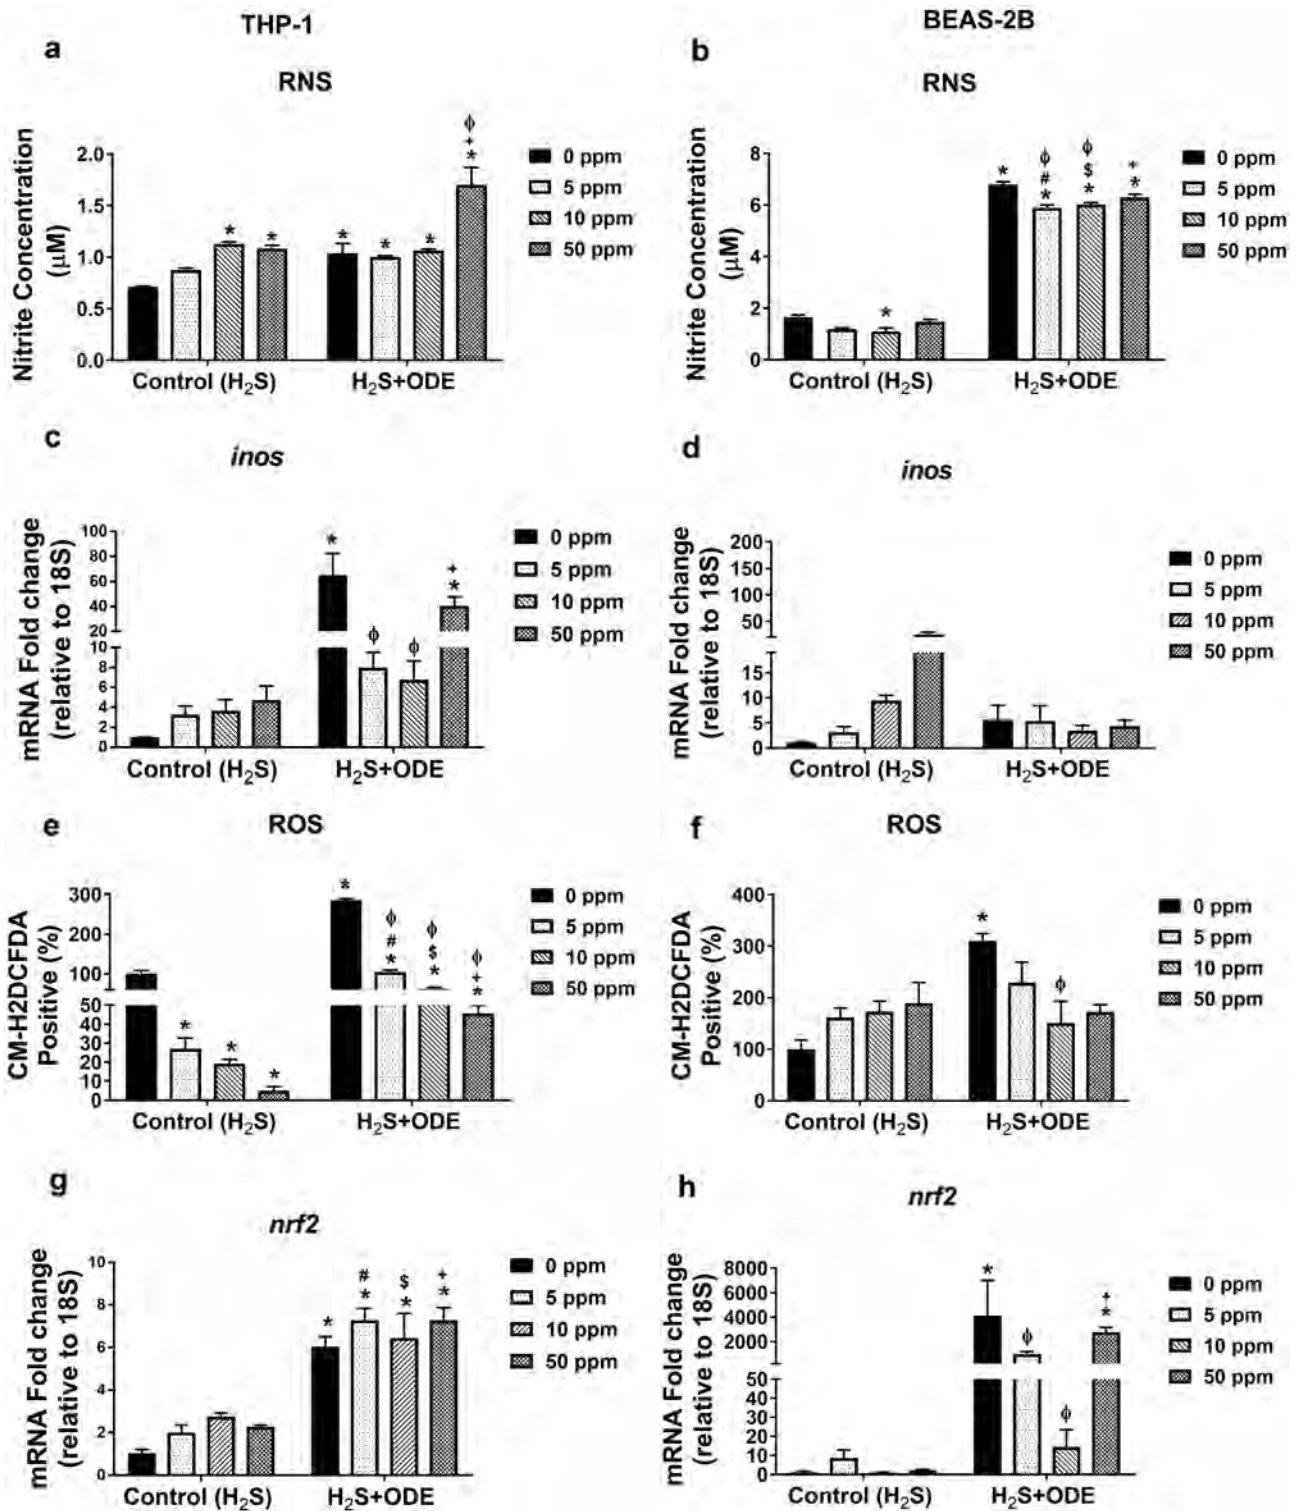 THP-1
BEAS-2B
a
RNS
Nitrite Concentration
(μM)
2.0
1.5
1.0
0.5
0.0
* * * * * ϕ + *
0 ppm
5 ppm
10 ppm
50 ppm
Control (H₂S) H₂S+ODE
b
RNS
Nitrite Concentration
(μM)
8
6
4
2
0
* * ϕ # * ϕ $ * + *
0 ppm
5 ppm
10 ppm
50 ppm
Control (H₂S) H₂S+ODE
c
inos
mRNA Fold change
(relative to 18S)
100
80
60
40
20
10
8
6
4
2
0
* ϕ ϕ + *
0 ppm
5 ppm
10 ppm
50 ppm
Control (H₂S) H₂S+ODE
d
inos
mRNA Fold change
(relative to 18S)
200
150
100
50
15
10
5
0
0 ppm
5 ppm
10 ppm
50 ppm
Control (H₂S) H₂S+ODE
e
ROS
CM-H2DCFDA
Positive (%)
300
200
100
50
40
30
20
10
0
* * * * ϕ # * ϕ $ * ϕ + *
0 ppm
5 ppm
10 ppm
50 ppm
Control (H₂S) H₂S+ODE
f
ROS
CM-H2DCFDA
Positive (%)
400
300
200
100
0
* ϕ
0 ppm
5 ppm
10 ppm
50 ppm
Control (H₂S) H₂S+ODE
g
nrf2
mRNA Fold change
(relative to 18S)
10
8
6
4
2
0
* # * $ * + *
0 ppm
5 ppm
10 ppm
50 ppm
Control (H₂S) H₂S+ODE
h
nrf2
mRNA Fold change
(relative to 18S)
8000
6000
4000
2000
50
40
30
20
10
0
* ϕ ϕ + *
0 ppm
5 ppm
10 ppm
50 ppm
Control (H₂S) H₂S+ODE